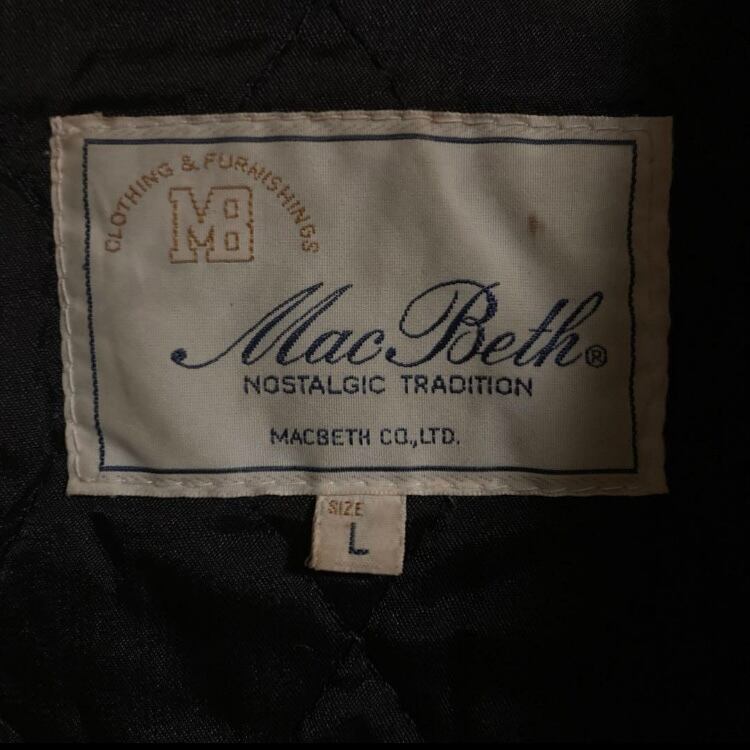 CLOTHING & FURNISHINGS
MB
MacBeth®
NOSTALGIC TRADITION
MACBETH CO.,LTD.
SIZE
L